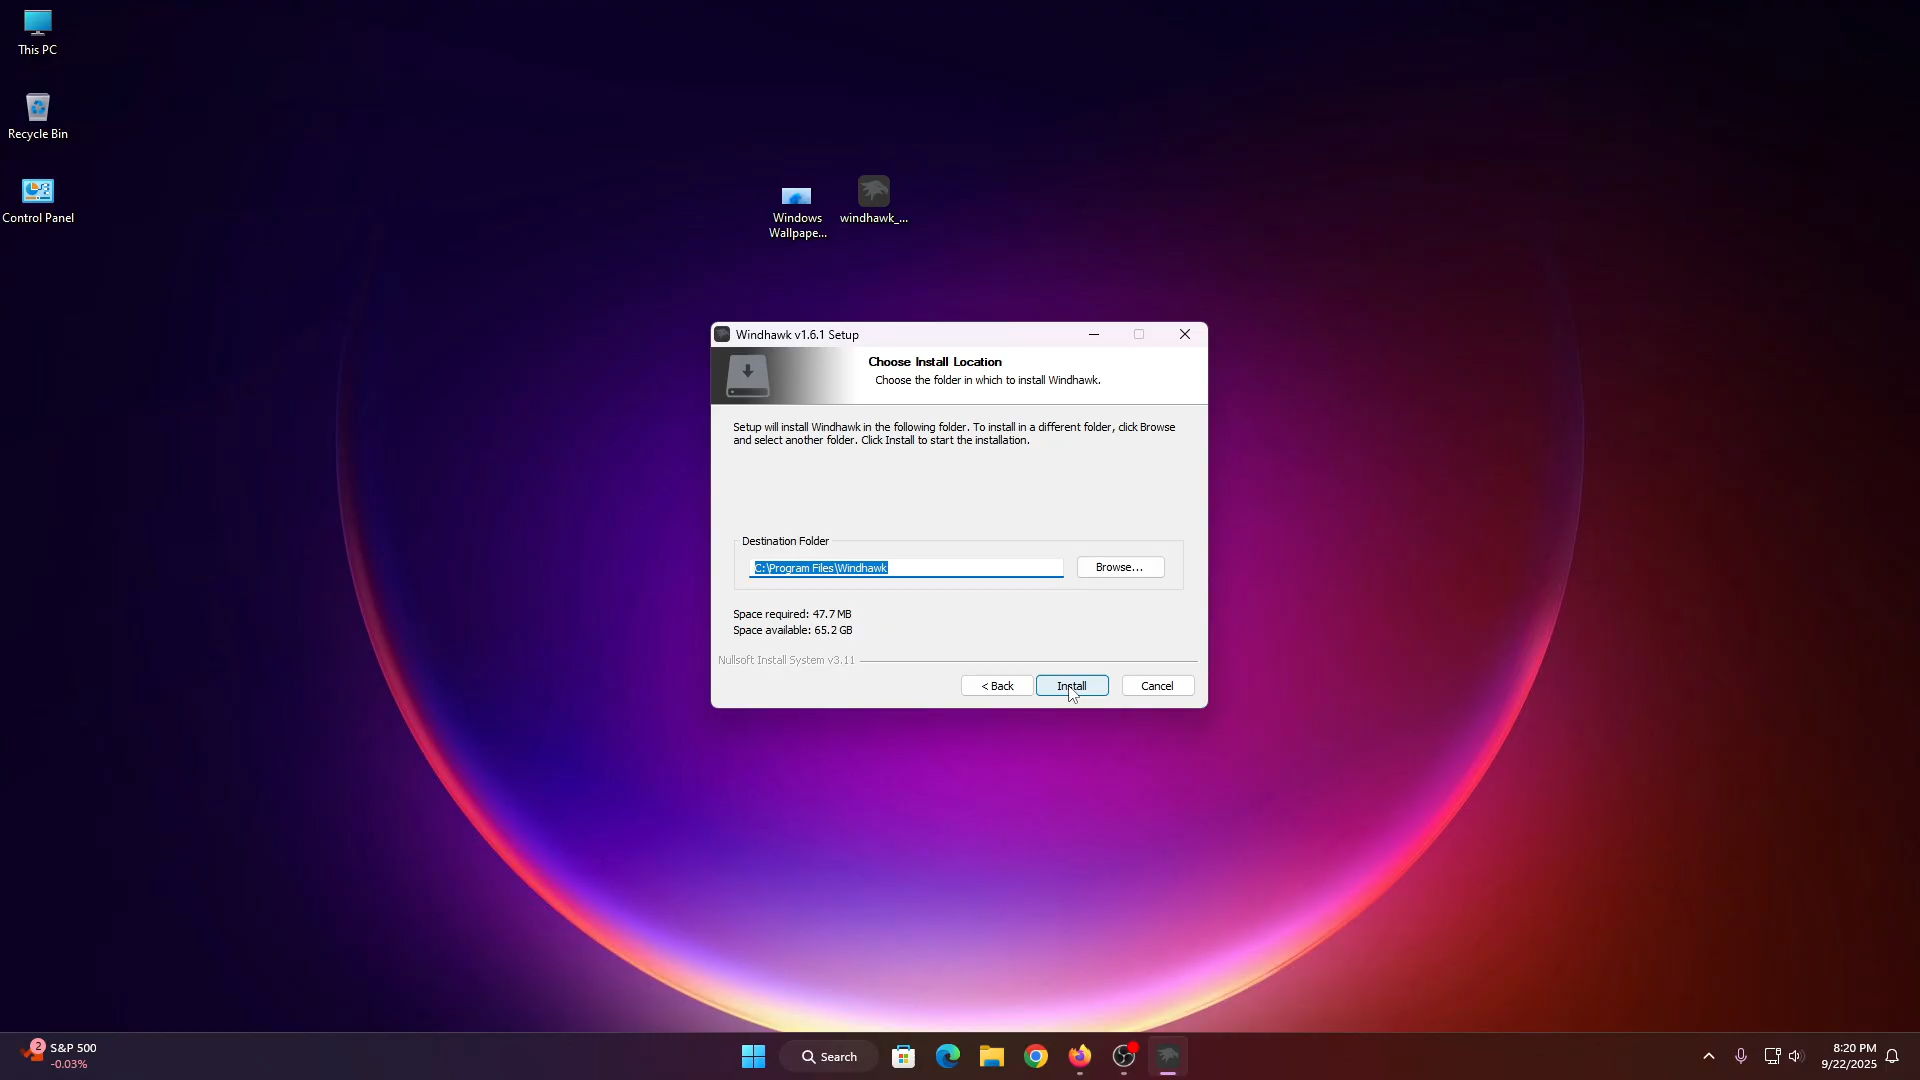 This PC
Recycle Bin
Control Panel
Windows
Wallpape...
windhawk_...
Windhawk v1.6.1 Setup
Choose Install Location
Choose the folder in which to install Windhawk.
Setup will install Windhawk in the following folder. To install in a different folder, click Browse
and select another folder. Click Install to start the installation.
Destination Folder
C:\Program Files\Windhawk
Browse...
Space required: 47.7 MB
Space available: 65.2 GB
Nullsoft Install System v3.11
< Back
Install
Cancel
2
S&P 500
-0.03%
Search
8:20 PM
9/22/2025